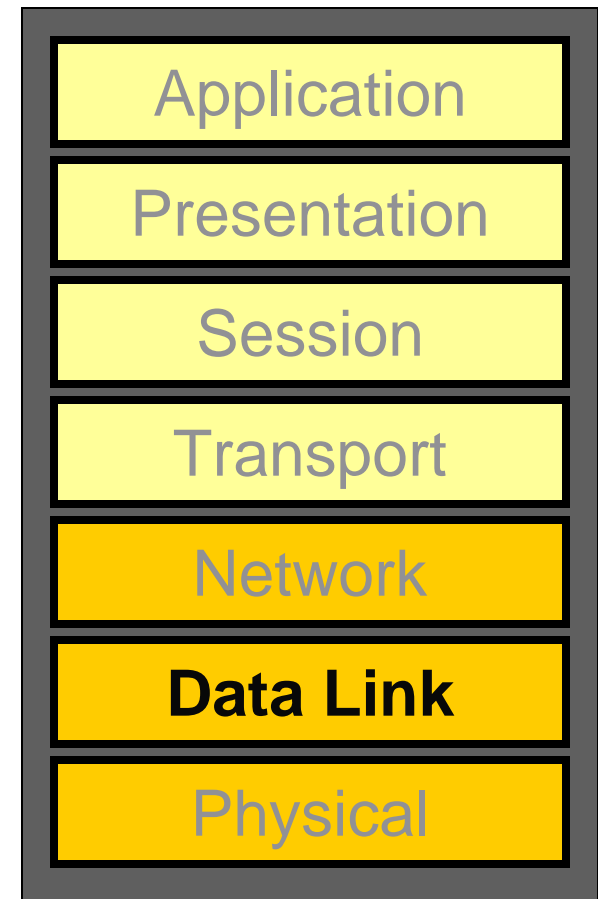 Application
Presentation
Session
Transport
Network
Data Link
Physical